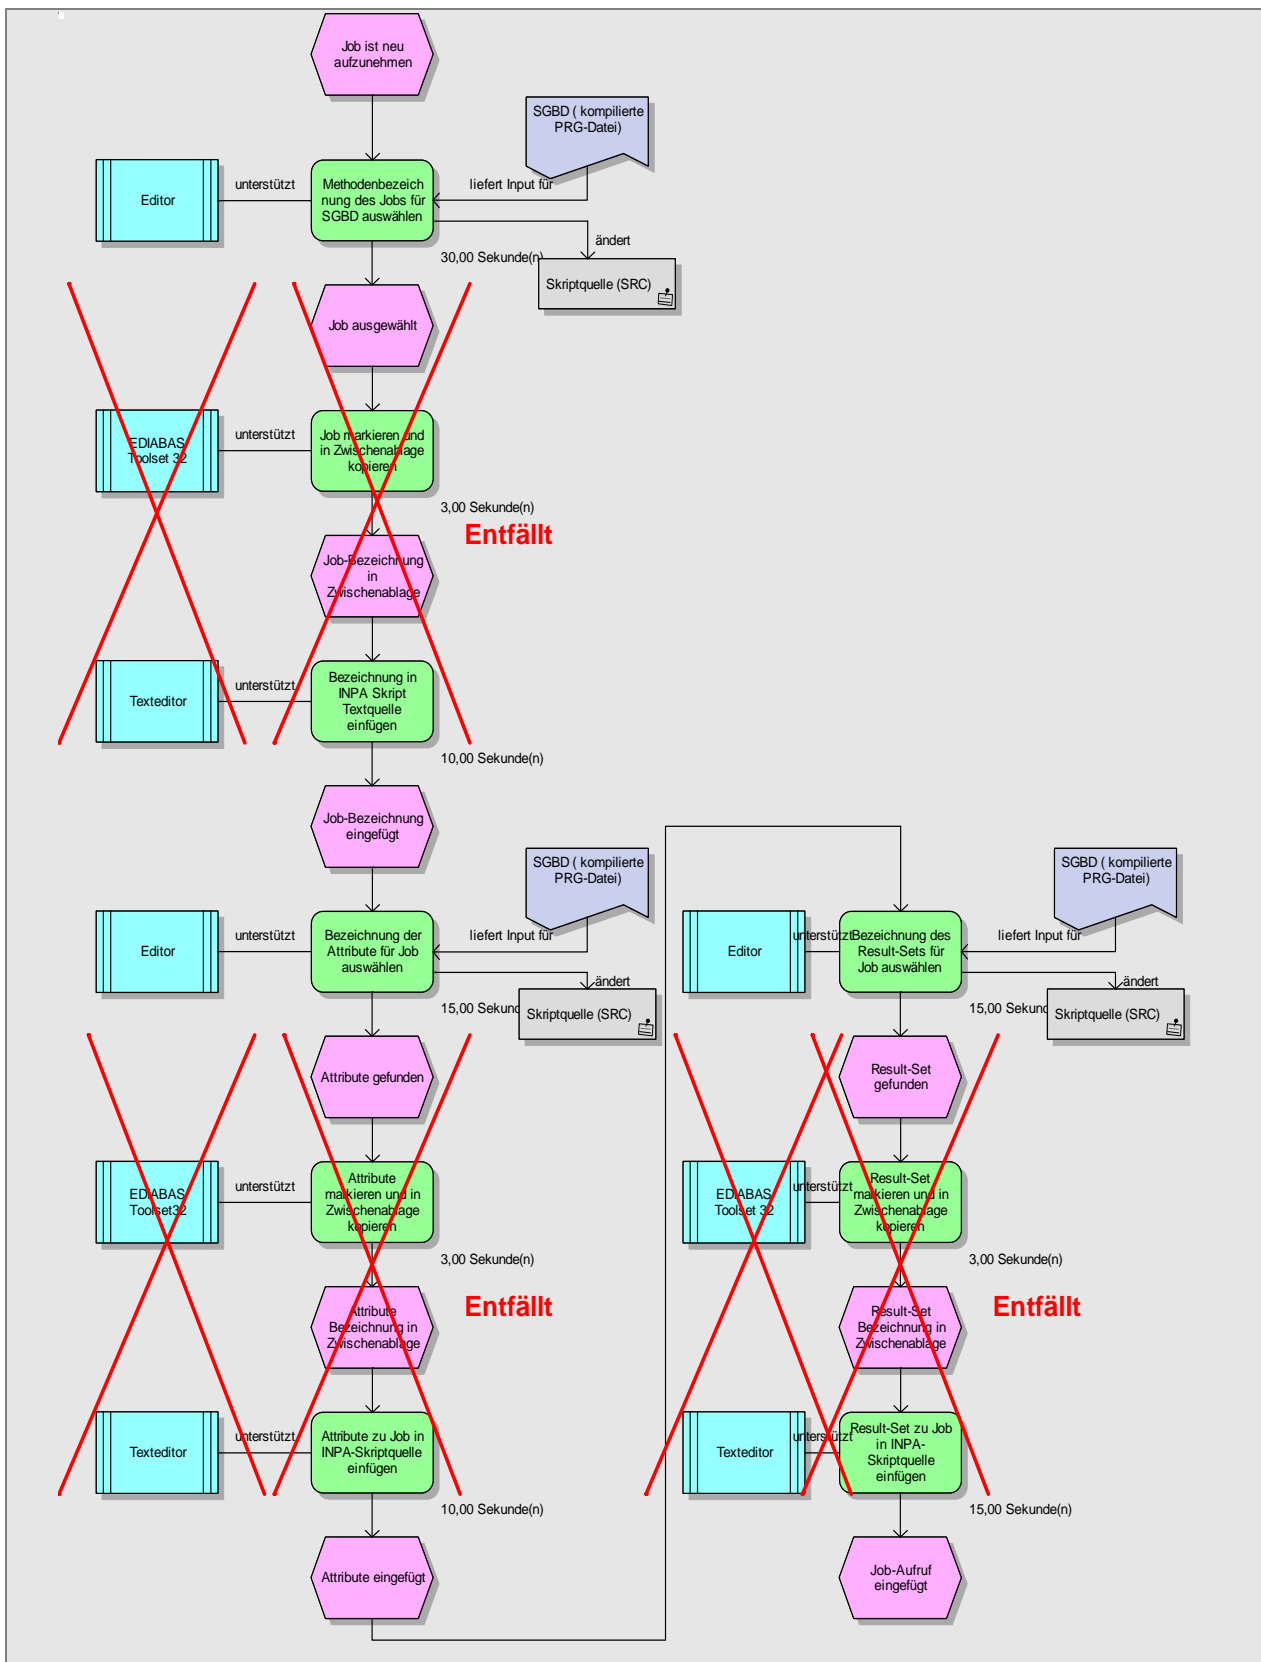 Job ist neu
aufzunehmen
SGBD ( kompilierte
PRG-Datei)
Editor
unterstützt
Methodenbezeich
nung des Jobs für
SGBD auswählen
liefert Input für
ändert
30,00 Sekunde(n)
Skriptquelle (SRC)
Job ausgewählt
EDIABAS
Toolset 32
unterstützt
Job markieren und
in Zwischenablage
kopieren
3,00 Sekunde(n)
Entfällt
Job-Bezeichnung
in
Zwischenablage
Texteditor
unterstützt
Bezeichnung in
INPA Skript
Textquelle
einfügen
10,00 Sekunde(n)
Job-Bezeichnung
eingefügt
SGBD ( kompilierte
PRG-Datei)
Editor
unterstützt
Bezeichnung der
Attribute für Job
auswählen
liefert Input für
ändert
15,00 Sekund
Skriptquelle (SRC)
Attribute gefunden
EDIABAS
Toolset32
unterstützt
Attribute
markieren und in
Zwischenablage
kopieren
3,00 Sekunde(n)
Entfällt
Attribute
Bezeichnung in
Zwischenablage
Texteditor
unterstützt
Attribute zu Job in
INPA-Skriptquelle
einfügen
10,00 Sekunde(n)
Attribute eingefügt
SGBD ( kompilierte
PRG-Datei)
Editor
unterstützt
Bezeichnung des
Result-Sets für
Job auswählen
liefert Input für
ändert
15,00 Sekund
Skriptquelle (SRC)
Result-Set
gefunden
EDIABAS
Toolset 32
unterstützt
Result-Set
markieren und in
Zwischenablage
kopieren
3,00 Sekunde(n)
Entfällt
Result-Set
Bezeichnung in
Zwischenablage
Texteditor
unterstützt
Result-Set zu Job
in INPA-
Skriptquelle
einfügen
15,00 Sekunde(n)
Job-Aufruf
eingefügt